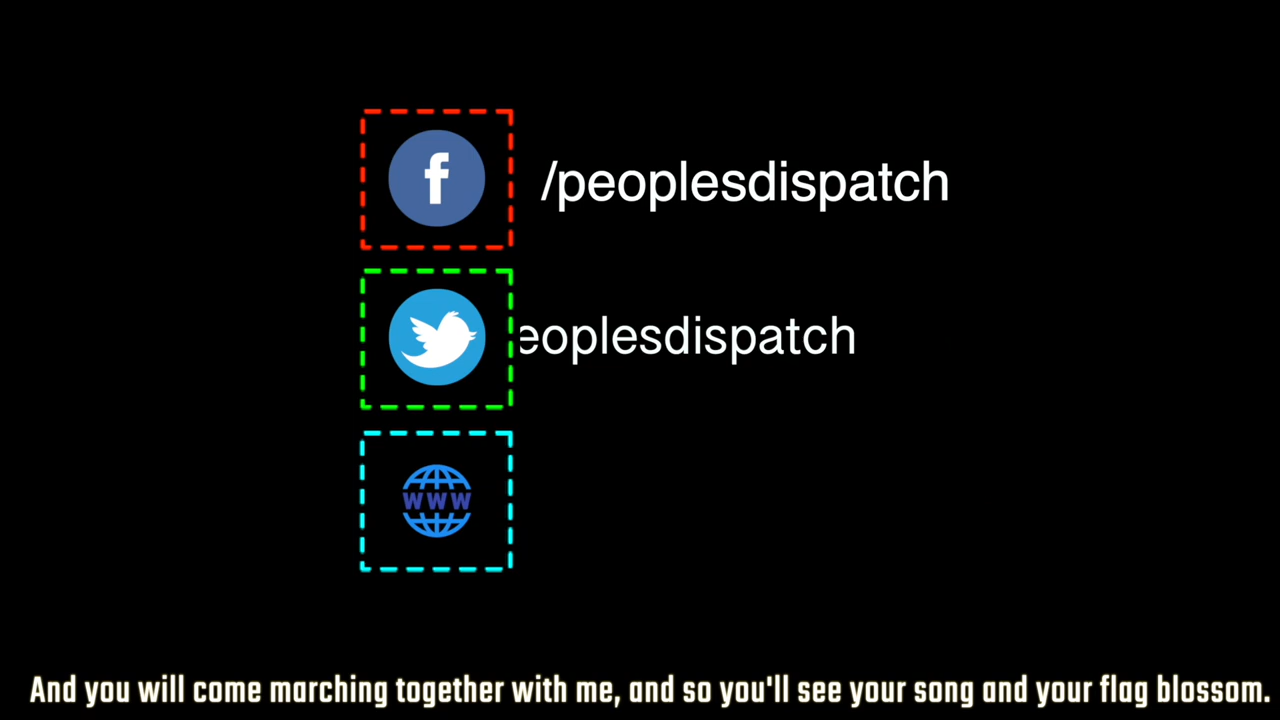 f
/peoplesdispatch
eoplesdispatch
www
And you will come marching together with me, and so you'll see your song and your flag blossom.